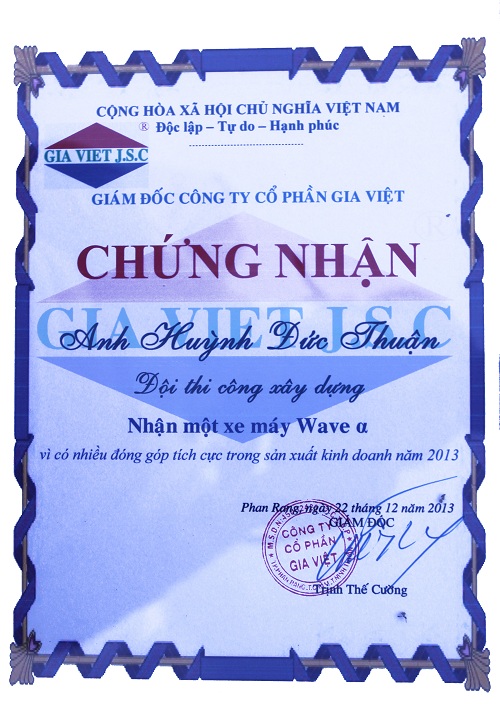 CỘNG HÒA XÃ HỘI CHỦ NGHĨA VIỆT NAM
® Độc lập – Tự do – Hạnh phúc
GIA VIET J.S.C
GIÁM ĐỐC CÔNG TY CỔ PHẦN GIA VIỆT
CHỨNG NHẬN
GIA VIET J.S.C
Anh Huỳnh Đức Thuận
Đội thi công xây dựng
Nhận một xe máy Wave α
vì có nhiều đóng góp tích cực trong sản xuất kinh doanh năm 2013
Phan Rang, ngày 22 tháng 12 năm 2013
GIÁM ĐỐC
CÔNG TY
CỔ PHẦN
GIA VIỆT
Trịnh Thế Cường